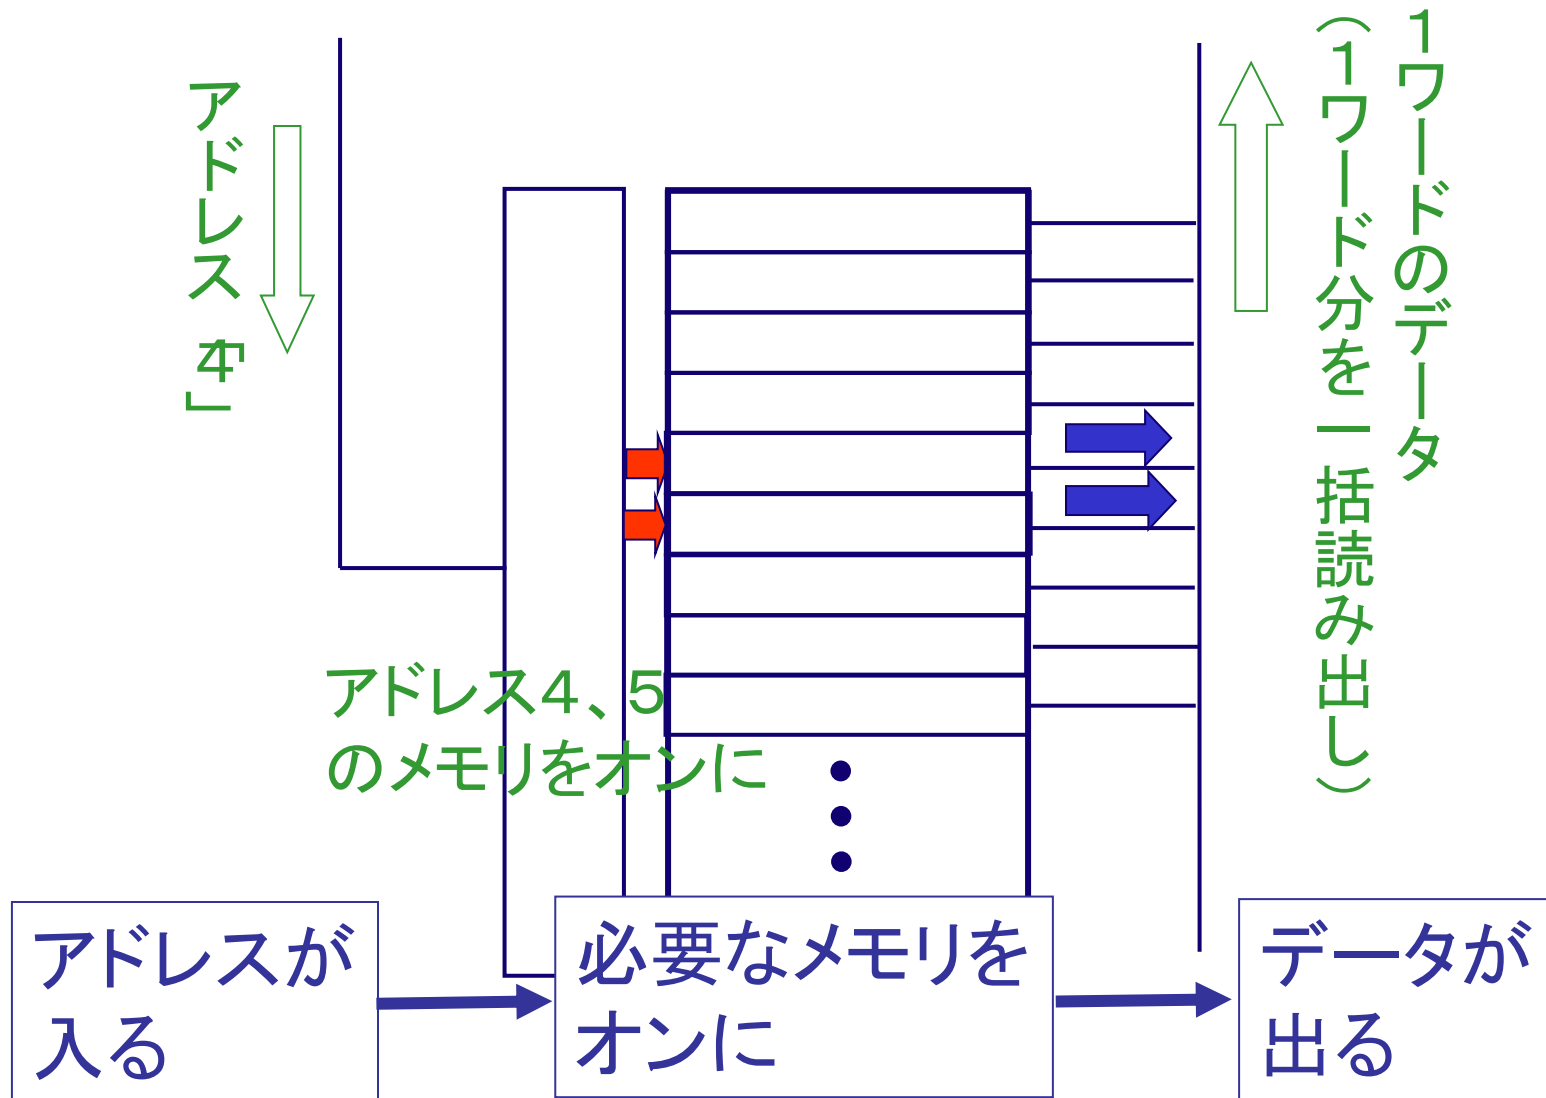 アドレス「4」
1ワードのデータ
（1ワード分を一括読み出し）
アドレス4、5
のメモリをオンに
アドレスが
入る
必要なメモリを
オンに
データが
出る